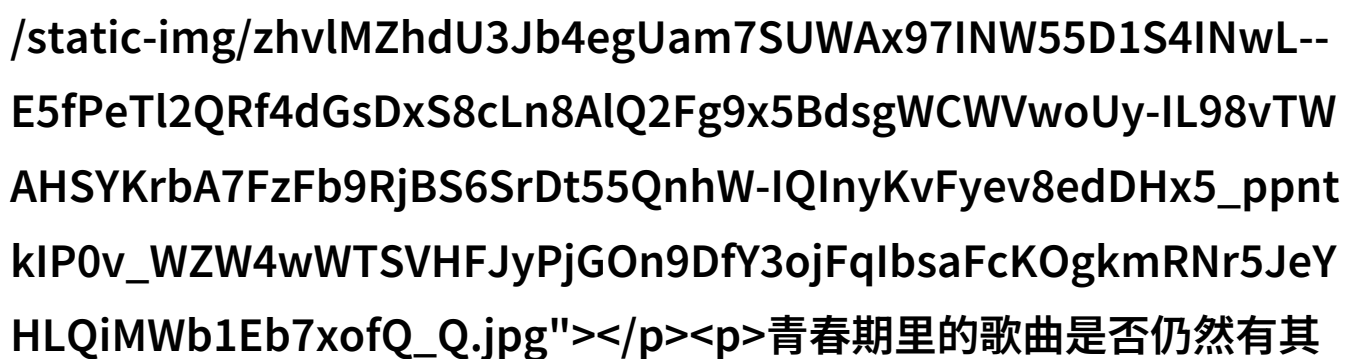 /static-img/zhvlMZhdU3Jb4egUam7SUWAx97INW55D1S4INwL--
E5fPeTl2QRf4dGsDxS8cLn8AlQ2Fg9x5BdsgWCWVwoUy-IL98vTW
AHSYKrbA7FzFb9RjBS6SrDt55QnhW-IQInyKvFyev8edDHx5_ppnt
kIP0v_WZW4wWTSVHFJyPjGOn9DfY3ojFqIbsaFcKOgkmRNr5JeY
HLQiMWb1Eb7xofQ_Q.jpg"></p><p>青春期里的歌曲是否仍然有其